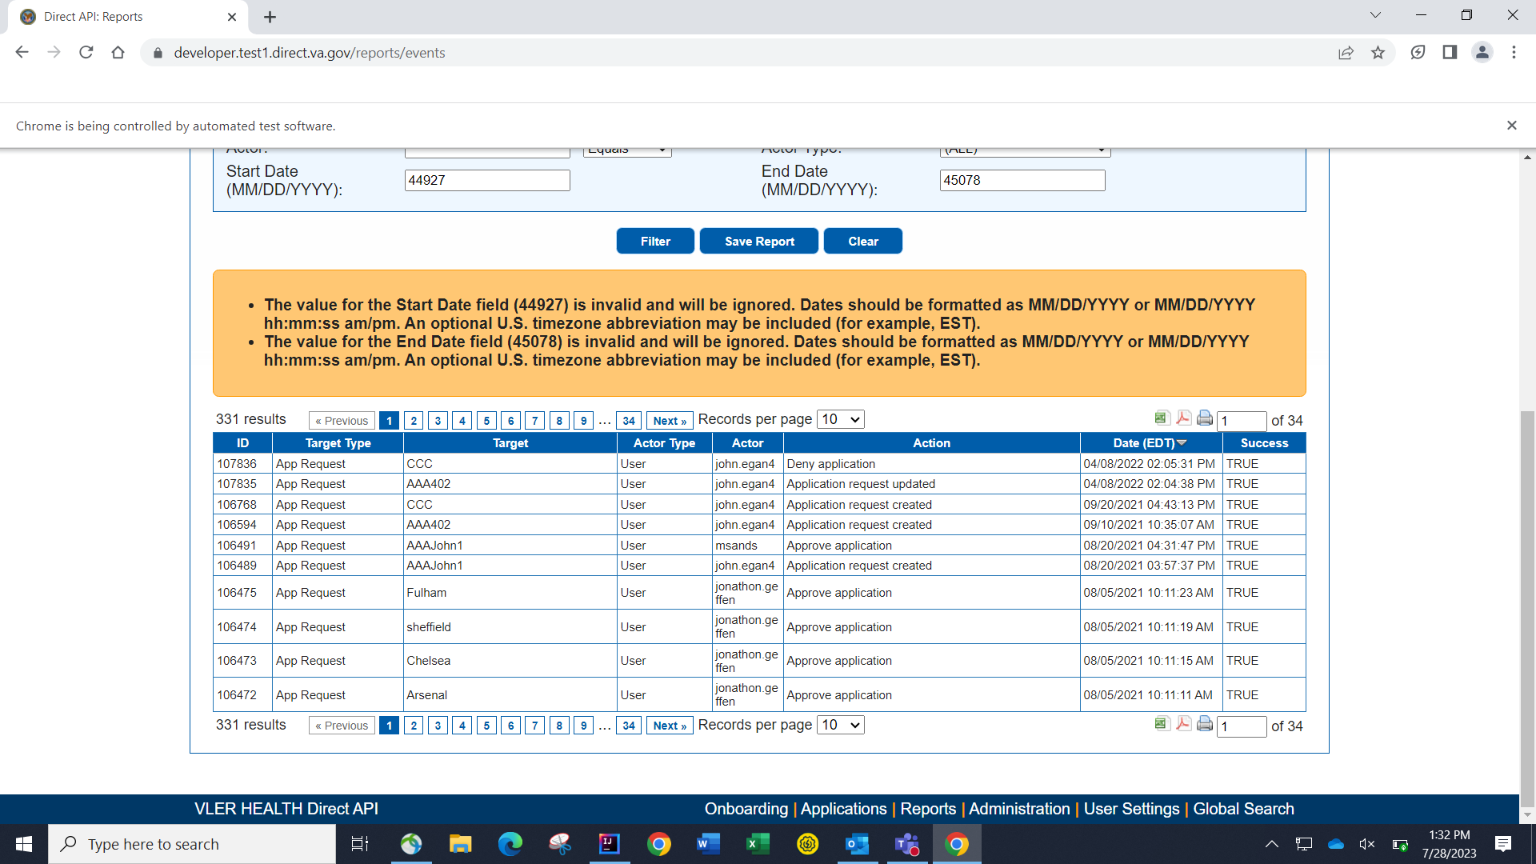 Direct API: Reports
developer.test1.direct.va.gov/reports/events
Chrome is being controlled by automated test software.
Actor: Equals Actor Type: (ALL)
Start Date (MM/DD/YYYY): 44927 End Date (MM/DD/YYYY): 45078
Filter Save Report Clear
• The value for the Start Date field (44927) is invalid and will be ignored. Dates should be formatted as MM/DD/YYYY or MM/DD/YYYY
hh:mm:ss am/pm. An optional U.S. timezone abbreviation may be included (for example, EST).
• The value for the End Date field (45078) is invalid and will be ignored. Dates should be formatted as MM/DD/YYYY or MM/DD/YYYY
hh:mm:ss am/pm. An optional U.S. timezone abbreviation may be included (for example, EST).
331 results « Previous 1 2 3 4 5 6 7 8 9 ... 34 Next » Records per page 10 1 of 34
ID Target Type Target Actor Type Actor Action Date (EDT) Success
107836 App Request CCC User john.egan4 Deny application 04/08/2022 02:05:31 PM TRUE
107835 App Request AAA402 User john.egan4 Application request updated 04/08/2022 02:04:38 PM TRUE
106768 App Request CCC User john.egan4 Application request created 09/20/2021 04:43:13 PM TRUE
106594 App Request AAA402 User john.egan4 Application request created 09/10/2021 10:35:07 AM TRUE
106491 App Request AAAJohn1 User msands Approve application 08/20/2021 04:31:47 PM TRUE
106489 App Request AAAJohn1 User john.egan4 Application request created 08/20/2021 03:57:37 PM TRUE
106475 App Request Fulham User jonathon.geffen Approve application 08/05/2021 10:11:23 AM TRUE
106474 App Request sheffield User jonathon.geffen Approve application 08/05/2021 10:11:19 AM TRUE
106473 App Request Chelsea User jonathon.geffen Approve application 08/05/2021 10:11:15 AM TRUE
106472 App Request Arsenal User jonathon.geffen Approve application 08/05/2021 10:11:11 AM TRUE
331 results « Previous 1 2 3 4 5 6 7 8 9 ... 34 Next » Records per page 10 1 of 34
VLER HEALTH Direct API Onboarding | Applications | Reports | Administration | User Settings | Global Search
Type here to search
1:32 PM
7/28/2023